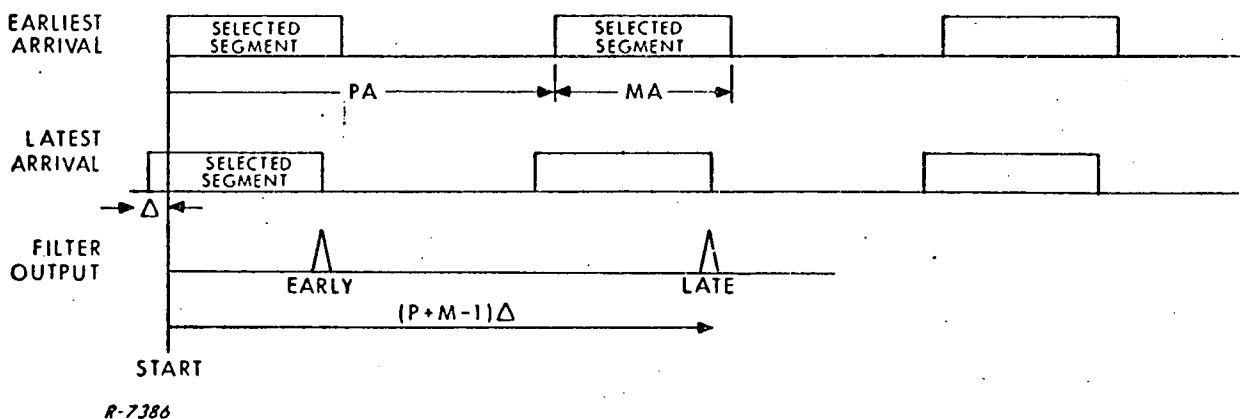 EARLIEST
ARRIVAL
SELECTED
SEGMENT
SELECTED
SEGMENT
PA
MA
LATEST
ARRIVAL
SELECTED
SEGMENT
Δ
FILTER
OUTPUT
EARLY
LATE
(P+M-1)Δ
START
R-7386